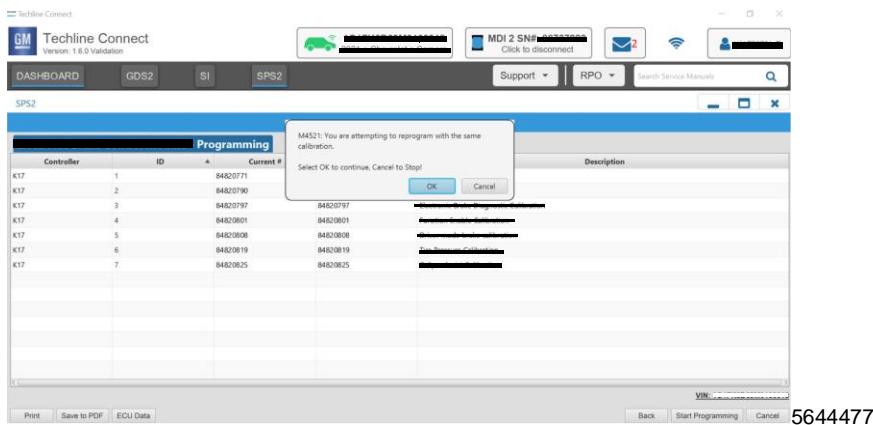 Techline Connect
GM
Techline Connect
Version: 1.6.0 Validation
MDI 2 SN#
Click to disconnect
2
DASHBOARD GDS2 SI SPS2 Support RPO Search Service Manuals
SPS2
Programming
M4521: You are attempting to reprogram with the same
calibration.
Select OK to continue, Cancel to Stop!
OK Cancel
Controller ID Current # Description
K17 1 84820771
K17 2 84820790
K17 3 84820797 84820797
K17 4 84820801 84820801
K17 5 84820808 84820808
K17 6 84820819 84820819
K17 7 84820825 84820825
VIN:
Print Save to PDF ECU Data Back Start Programming Cancel
5644477